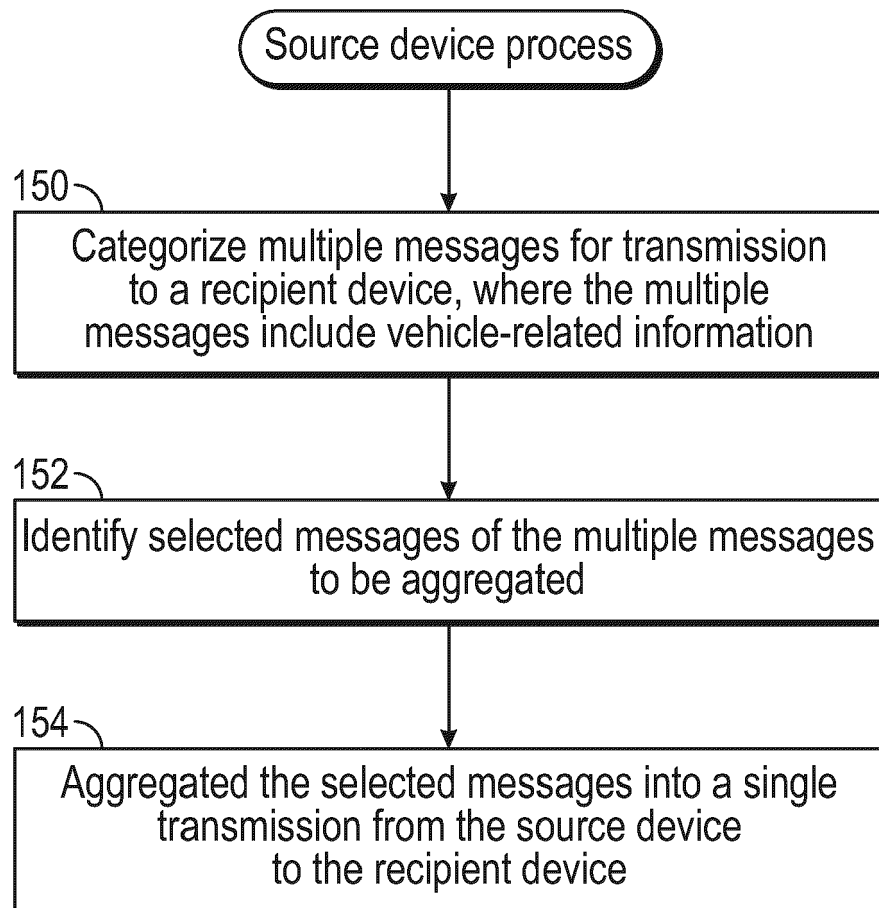 Source device process
150
Categorize multiple messages for transmission
to a recipient device, where the multiple
messages include vehicle-related information
152
Identify selected messages of the multiple messages
to be aggregated
154
Aggregated the selected messages into a single
transmission from the source device
to the recipient device